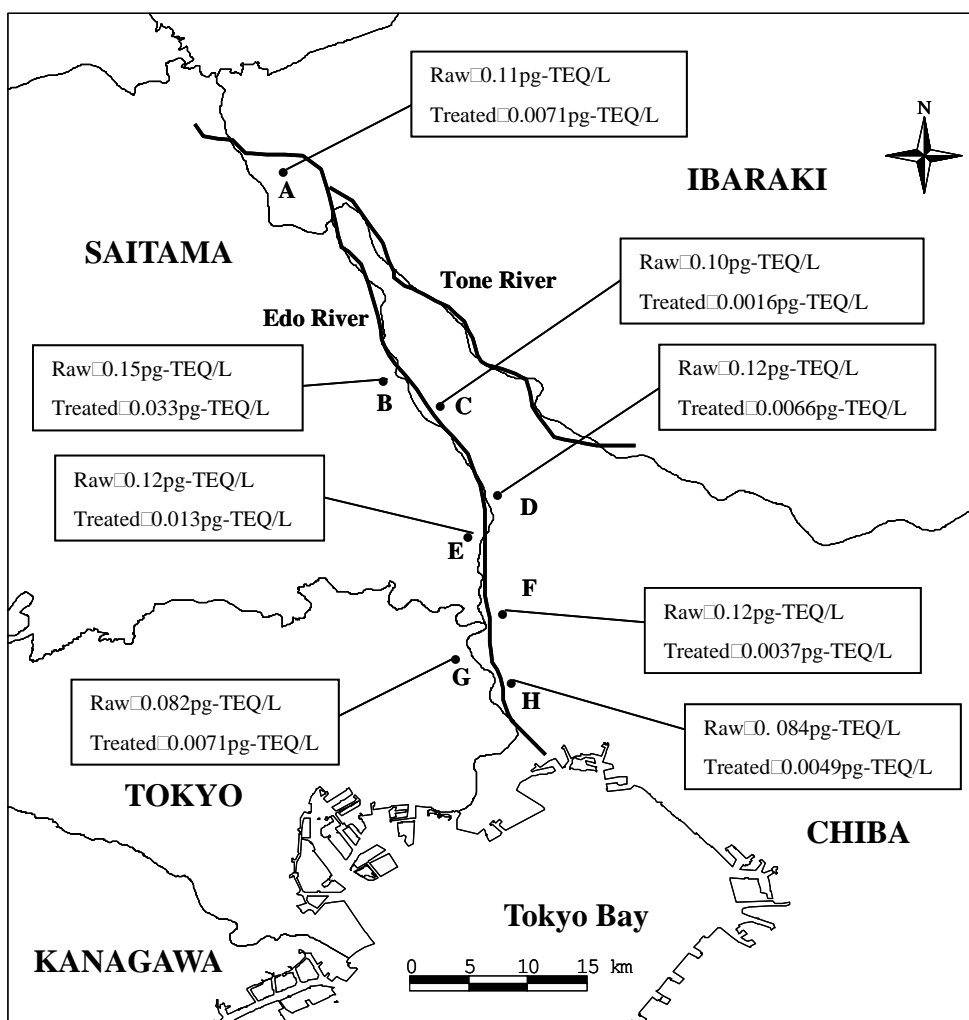 Raw□0.11pg-TEQ/L
Treated□0.0071pg-TEQ/L
N
A
IBARAKI
SAITAMA
Raw□0.10pg-TEQ/L
Treated□0.0016pg-TEQ/L
Tone River
Edo River
Raw□0.15pg-TEQ/L
Treated□0.033pg-TEQ/L
B
C
Raw□0.12pg-TEQ/L
Treated□0.0066pg-TEQ/L
Raw□0.12pg-TEQ/L
Treated□0.013pg-TEQ/L
D
E
F
Raw□0.12pg-TEQ/L
Treated□0.0037pg-TEQ/L
G
H
Raw□0.082pg-TEQ/L
Treated□0.0071pg-TEQ/L
Raw□0. 084pg-TEQ/L
Treated□0.0049pg-TEQ/L
TOKYO
CHIBA
Tokyo Bay
KANAGAWA
0 5 10 15 km